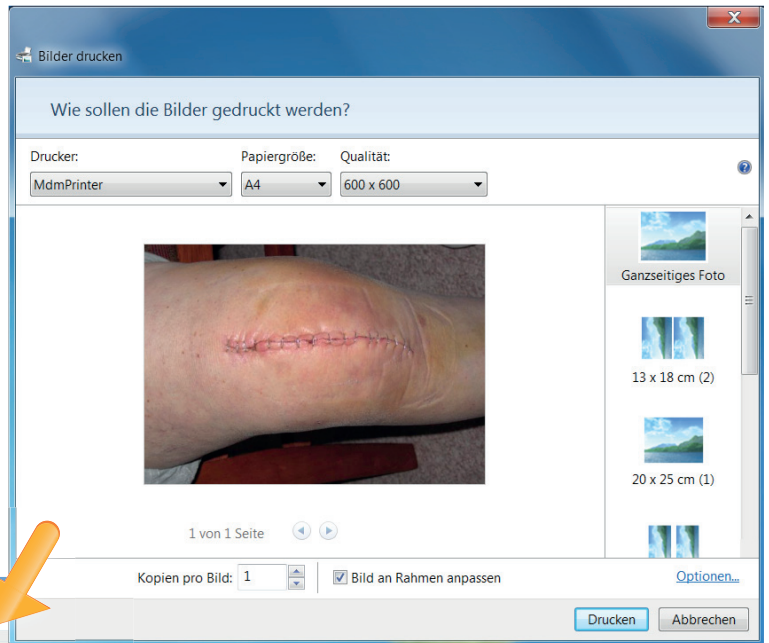 X
Bilder drucken
Wie sollen die Bilder gedruckt werden?
Drucker: Papiergröße: Qualität:
MdmPrinter A4 600 x 600
?
Ganzseitiges Foto
13 x 18 cm (2)
20 x 25 cm (1)
1 von 1 Seite
Kopien pro Bild: 1 Bild an Rahmen anpassen Optionen...
Drucken Abbrechen